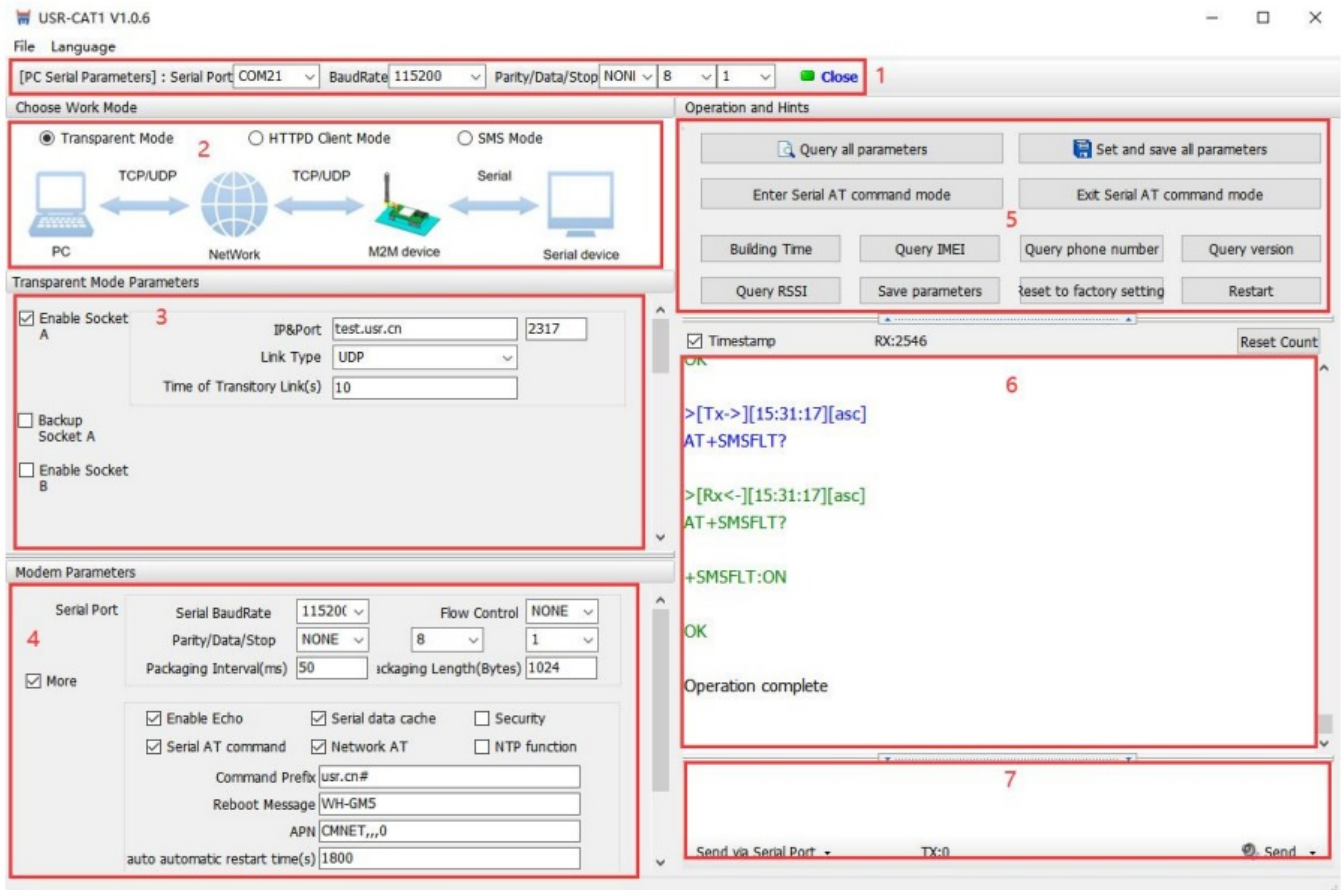 USR-CAT1 V1.0.6
File Language
[PC Serial Parameters] : Serial Port COM21 BaudRate 115200 Parity/Data/Stop NONI 8 1 Close 1
Choose Work Mode
Transparent Mode HTTPD Client Mode SMS Mode
2
TCP/UDP TCP/UDP Serial
PC NetWork M2M device Serial device
Transparent Mode Parameters
Enable Socket A
3
IP&Port test.usr.cn 2317
Link Type UDP
Time of Transitory Link(s) 10
Backup
Socket A
Enable Socket
B
Modem Parameters
Serial Port
4
Serial BaudRate 11520( Flow Control NONE
Parity/Data/Stop NONE 8 1
Packaging Interval(ms) 50 ackaging Length(Bytes) 1024
More
Enable Echo Serial data cache Security
Serial AT command Network AT NTP function
Command Prefix usr.cn#
Reboot Message WH-GM5
APN CMNET,,,0
auto automatic restart time(s) 1800
Operation and Hints
Query all parameters Set and save all parameters
Enter Serial AT command mode Exit Serial AT command mode
5
Building Time Query IMEI Query phone number Query version
Query RSSI Save parameters Reset to factory setting Restart
Timestamp RX:2546 Reset Count
OK
6
>[Tx->][15:31:17][asc]
AT+SMSFLT?
>[Rx<-][15:31:17][asc]
AT+SMSFLT?
+SMSFLT:ON
OK
Operation complete
7
Send via Serial Port TX:0 Send